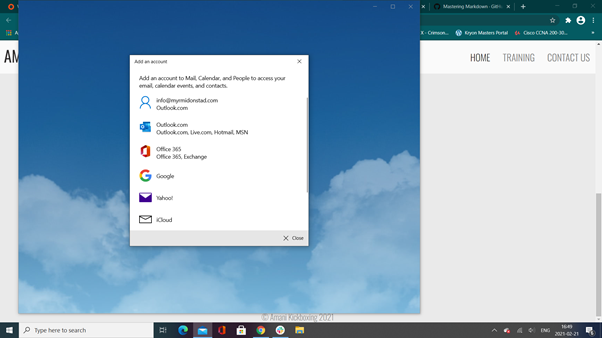 Mastering Markdown - GitH
X - Crimson...
Kryon Masters Portal
Cisco CCNA 200-30...
HOME
TRAINING
CONTACT US
Add an account
Add an account to Mail, Calendar, and People to access your
email, calendar events, and contacts.
info@myrmidonstad.com
Outlook.com
Outlook.com
Outlook.com, Live.com, Hotmail, MSN
Office 365
Office 365, Exchange
Google
Yahoo!
iCloud
Close
© Amani Kickboxing 2021
Type here to search
ENG
16:49
2021-02-21